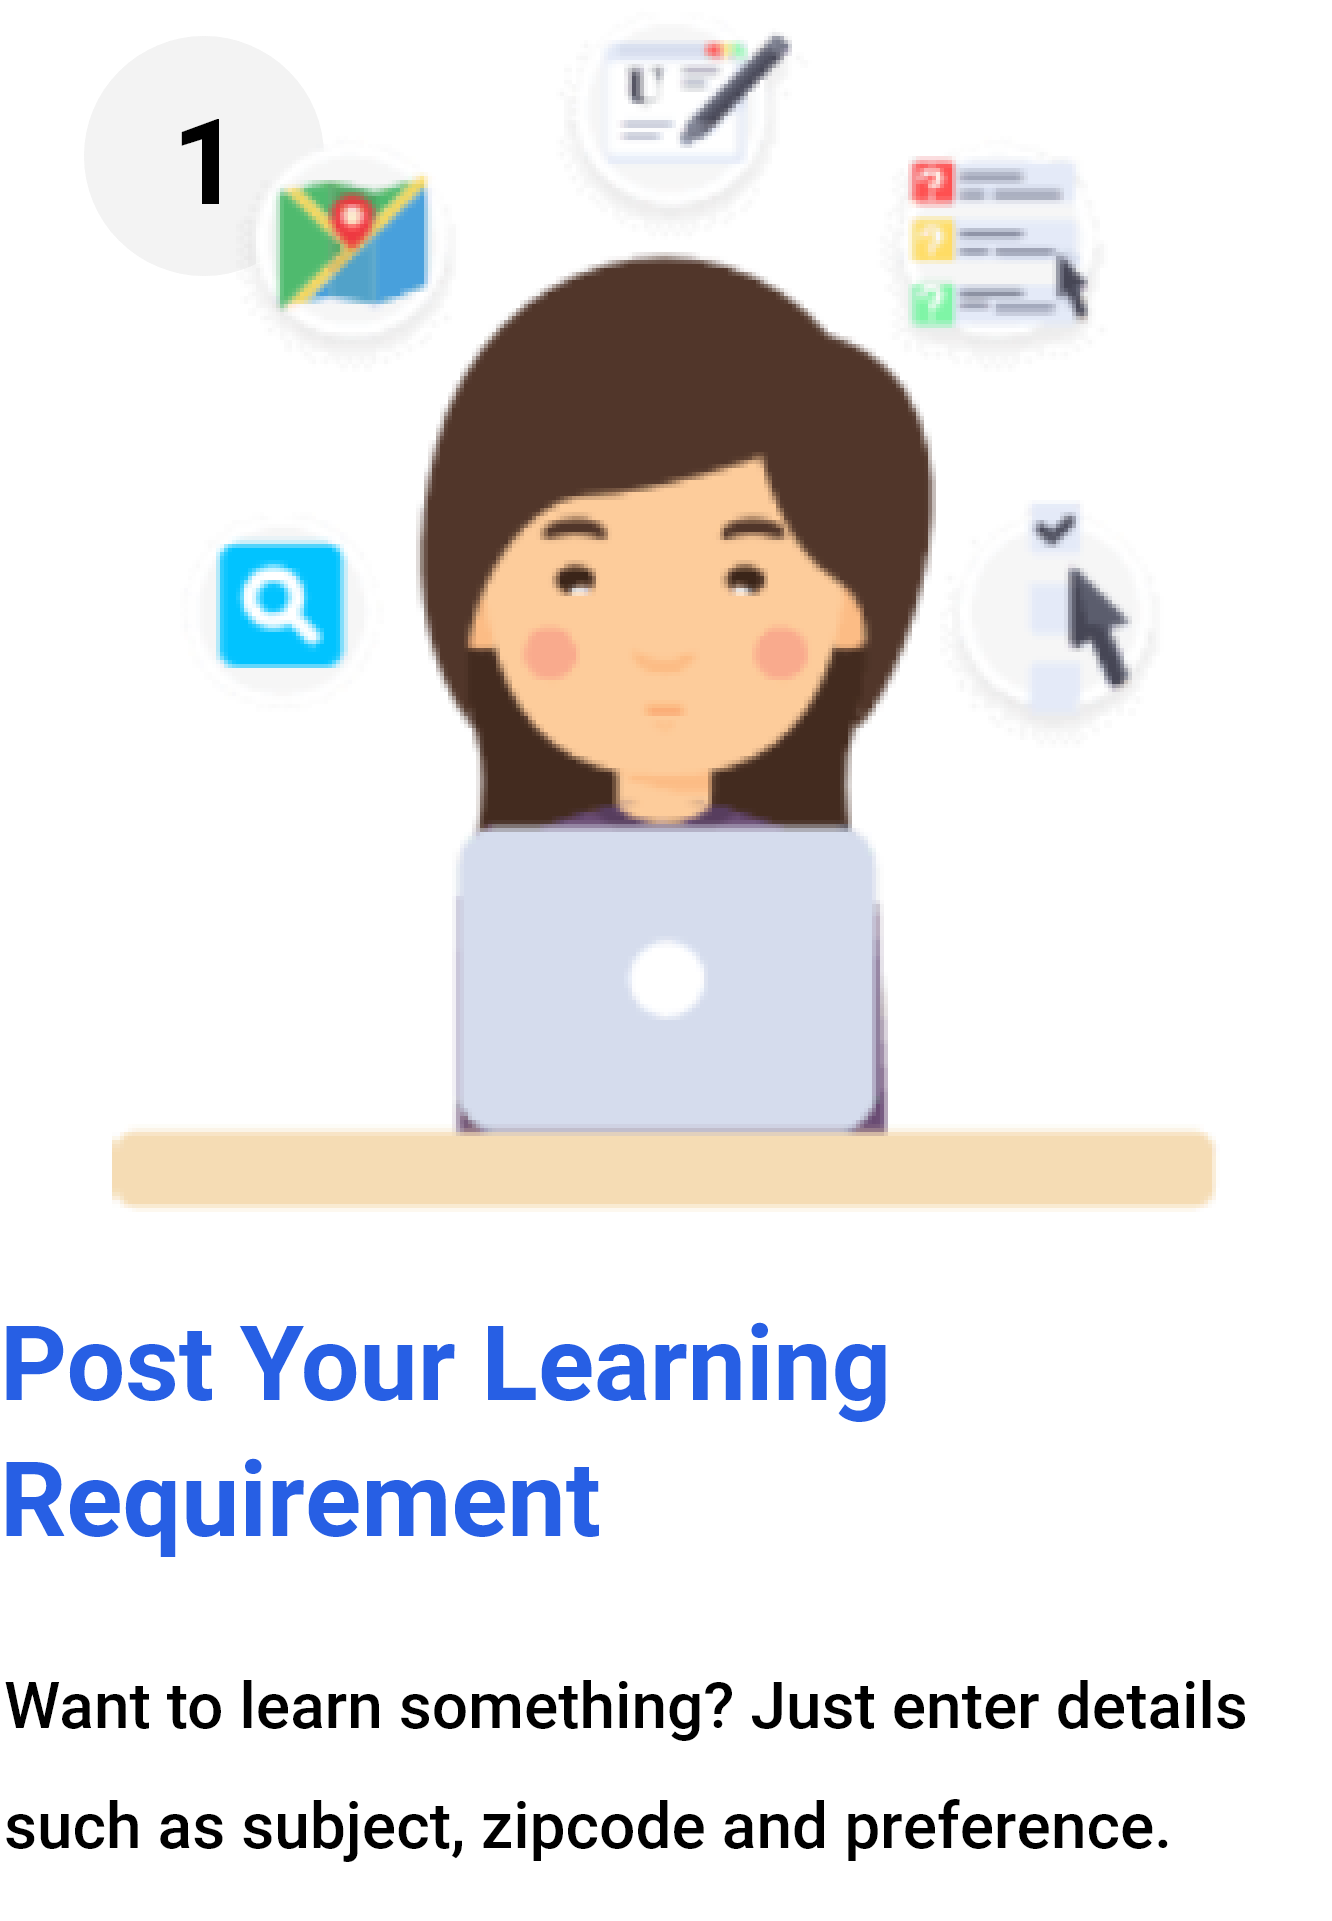 1
U
? 
?
?
Post Your Learning
Requirement
Want to learn something? Just enter details
such as subject, zipcode and preference.